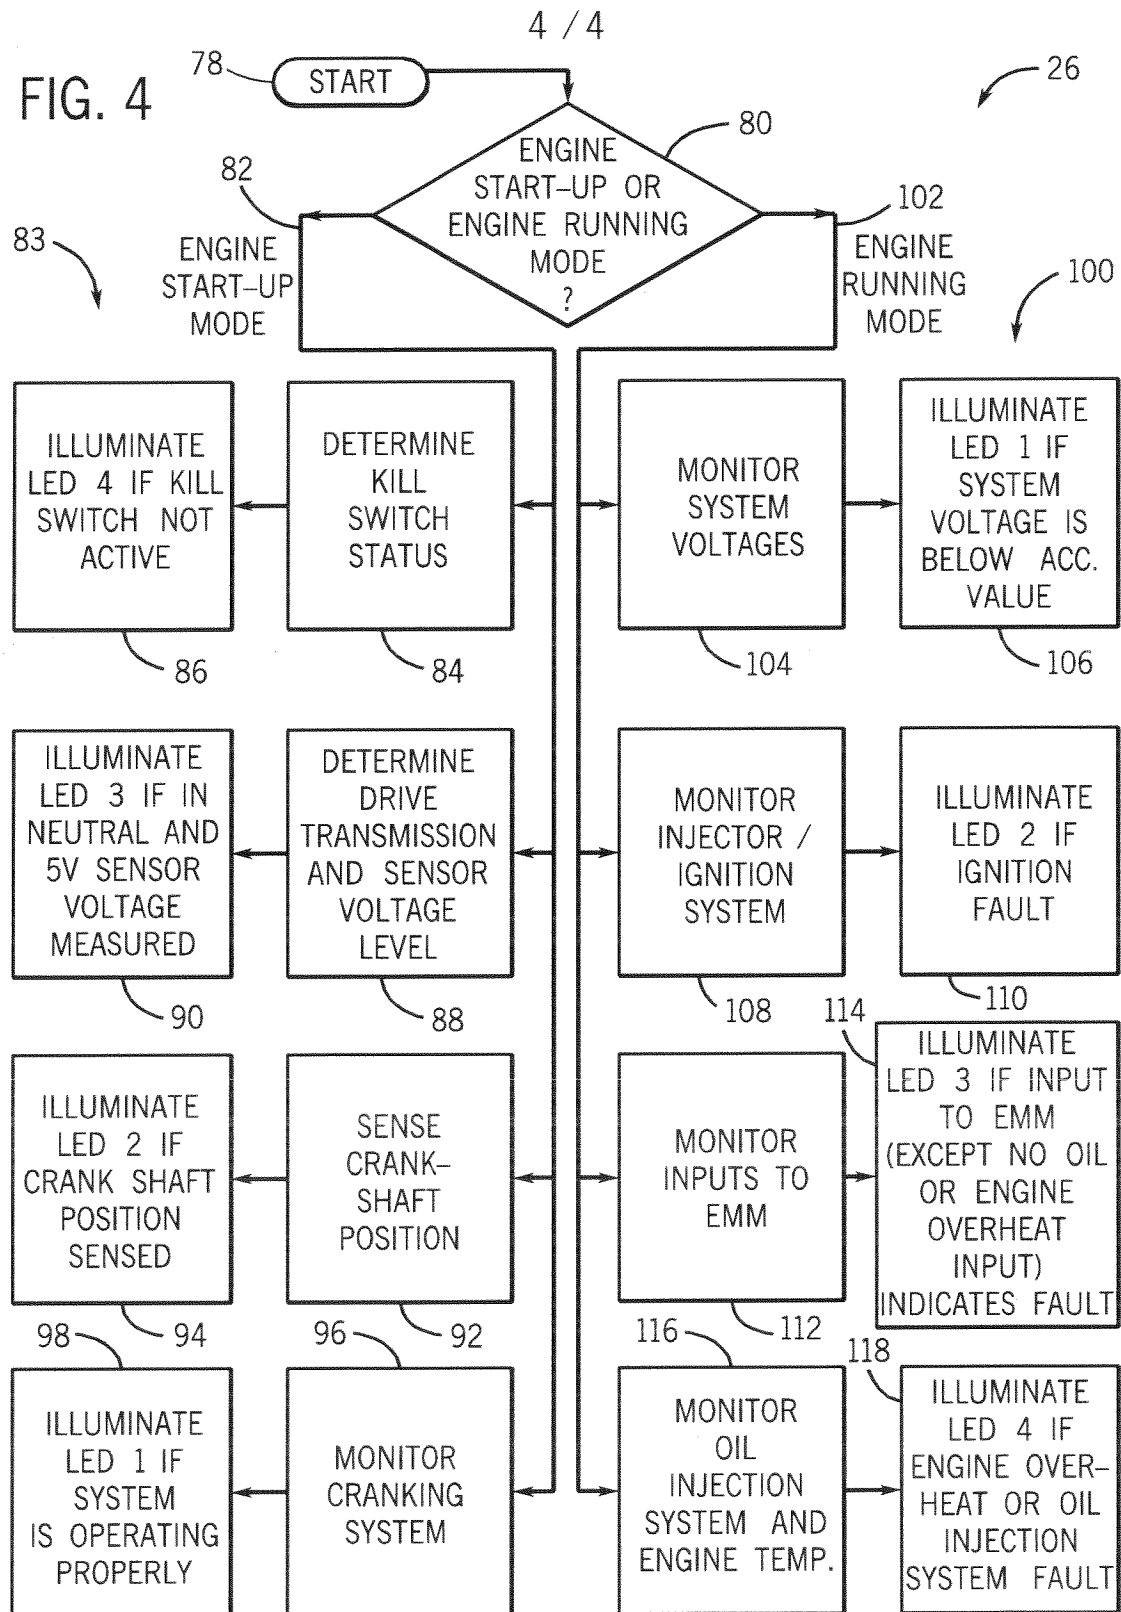 4 / 4
FIG. 4
78
START
26
80
ENGINE
START-UP OR
ENGINE RUNNING
MODE
?
82
83
ENGINE
START-UP
MODE
102
ENGINE
RUNNING
MODE
100
ILLUMINATE
LED 4 IF KILL
SWITCH NOT
ACTIVE
86
DETERMINE
KILL
SWITCH
STATUS
84
MONITOR
SYSTEM
VOLTAGES
104
ILLUMINATE
LED 1 IF
SYSTEM
VOLTAGE IS
BELOW ACC.
VALUE
106
ILLUMINATE
LED 3 IF IN
NEUTRAL AND
5V SENSOR
VOLTAGE
MEASURED
90
DETERMINE
DRIVE
TRANSMISSION
AND SENSOR
VOLTAGE
LEVEL
88
MONITOR
INJECTOR /
IGNITION
SYSTEM
108
ILLUMINATE
LED 2 IF
IGNITION
FAULT
110
ILLUMINATE
LED 2 IF
CRANK SHAFT
POSITION
SENSED
94
SENSE
CRANK-
SHAFT
POSITION
92
MONITOR
INPUTS TO
EMM
112
114
ILLUMINATE
LED 3 IF INPUT
TO EMM
(EXCEPT NO OIL
OR ENGINE
OVERHEAT
INPUT)
INDICATES FAULT
98
ILLUMINATE
LED 1 IF
SYSTEM
IS OPERATING
PROPERLY
96
MONITOR
CRANKING
SYSTEM
116
MONITOR
OIL
INJECTION
SYSTEM AND
ENGINE TEMP.
118
ILLUMINATE
LED 4 IF
ENGINE OVER-
HEAT OR OIL
INJECTION
SYSTEM FAULT